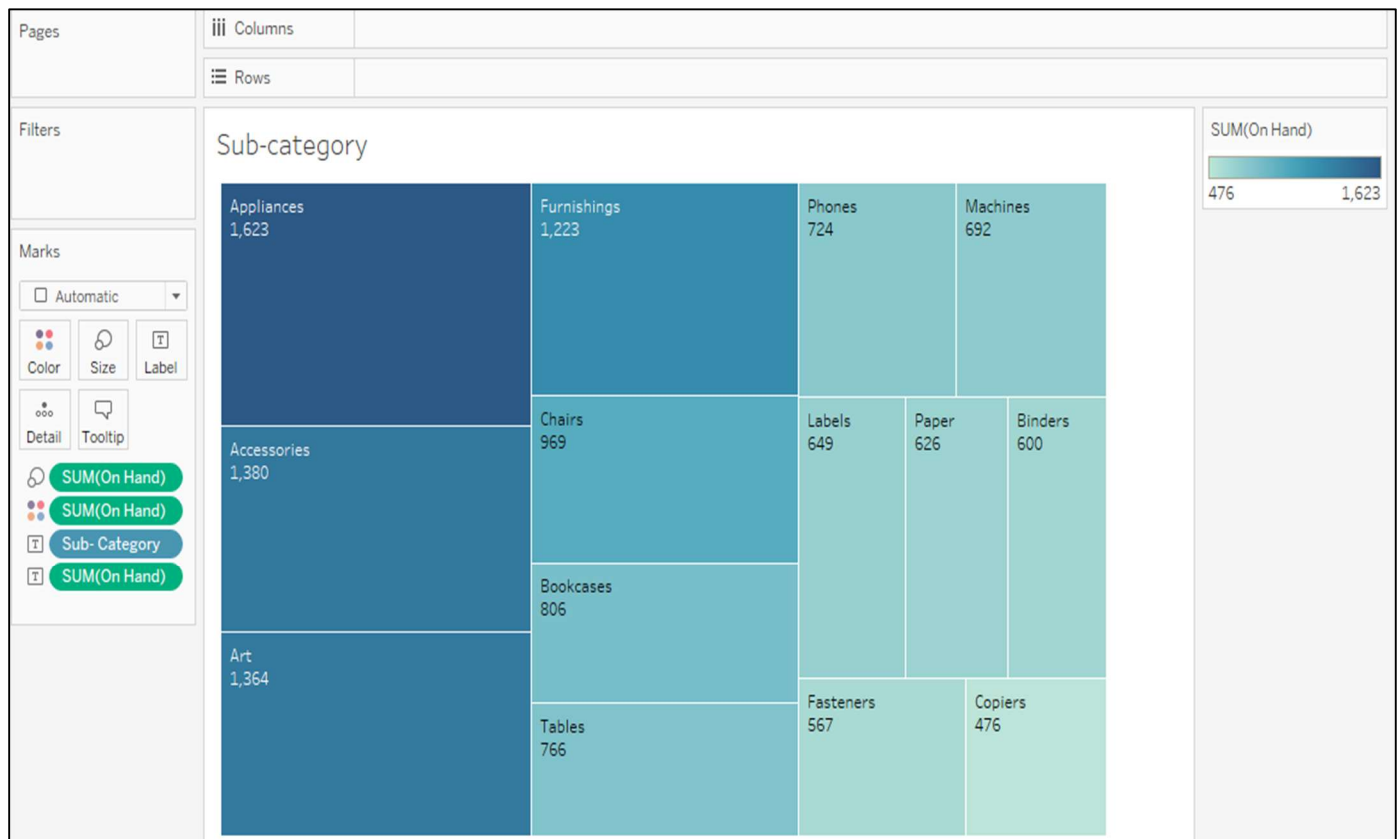 Pages
Columns
Rows
Filters
Marks
Automatic
Color Size Label
Detail Tooltip
SUM(On Hand)
SUM(On Hand)
Sub- Category
SUM(On Hand)
Sub-category
Appliances
1,623
Accessories
1,380
Art
1,364
Furnishings
1,223
Chairs
969
Bookcases
806
Tables
766
Phones
724
Machines
692
Labels
649
Paper
626
Binders
600
Fasteners
567
Copiers
476
SUM(On Hand)
476 1,623